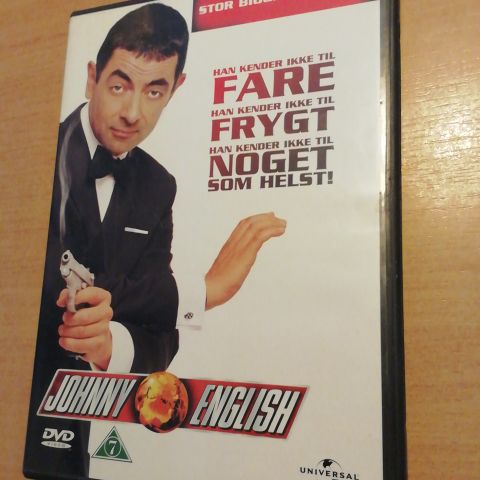 STOR
HAN KENDER IKKE TIL
FARE
HAN KENDER IKKE TIL
FRYGT
HAN KENDER IKKE TIL
NOGET
SOM HELST!
JOHNNY ENGLISH
DVD
VIDEO
7
UNIVERSAL